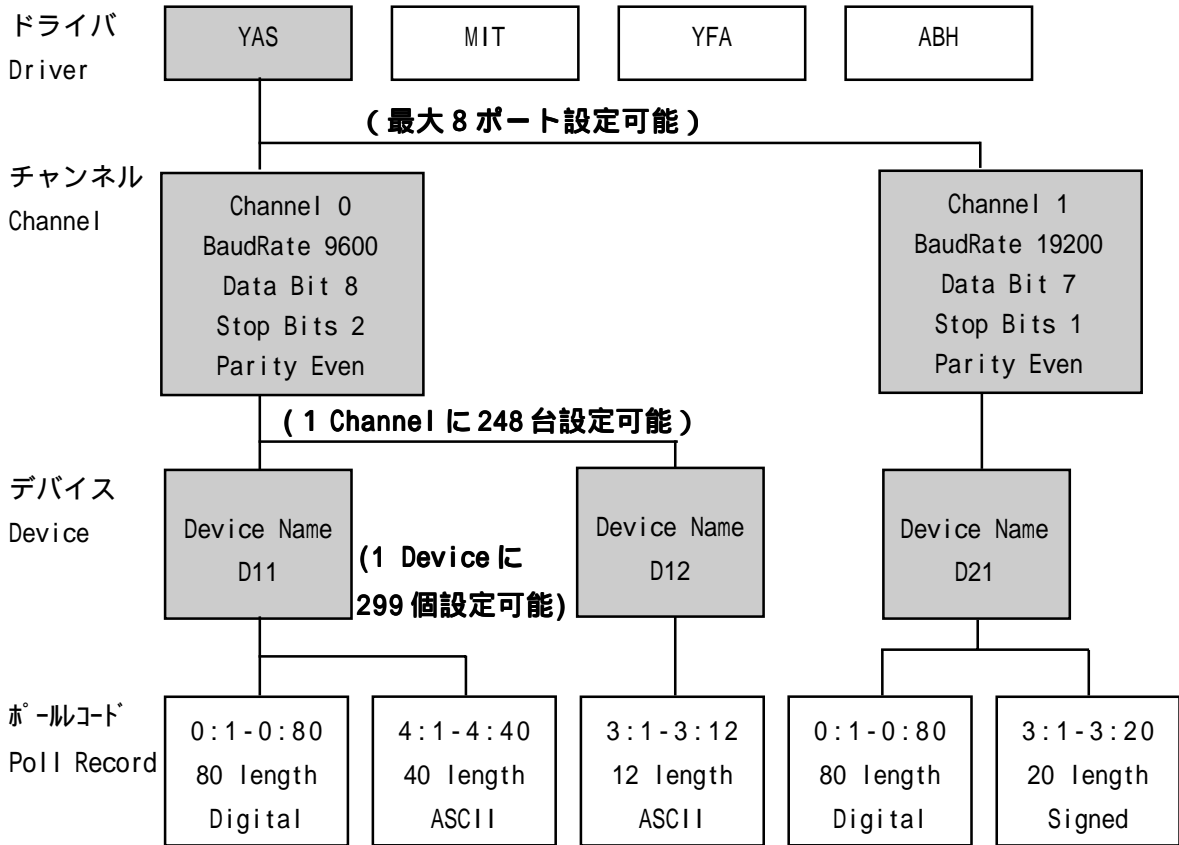 ドライバ
Driver
YAS
MIT
YFA
ABH
(最大8ポート設定可能)
チャンネル
Channel
Channel 0
BaudRate 9600
Data Bit 8
Stop Bits 2
Parity Even
Channel 1
BaudRate 19200
Data Bit 7
Stop Bits 1
Parity Even
(1 Channelに248台設定可能)
デバイス
Device
Device Name
D11
(1 Deviceに
299個設定可能)
Device Name
D12
Device Name
D21
ポールレコード
Poll Record
0:1-0:80
80 length
Digital
4:1-4:40
40 length
ASCII
3:1-3:12
12 length
ASCII
0:1-0:80
80 length
Digital
3:1-3:20
20 length
Signed